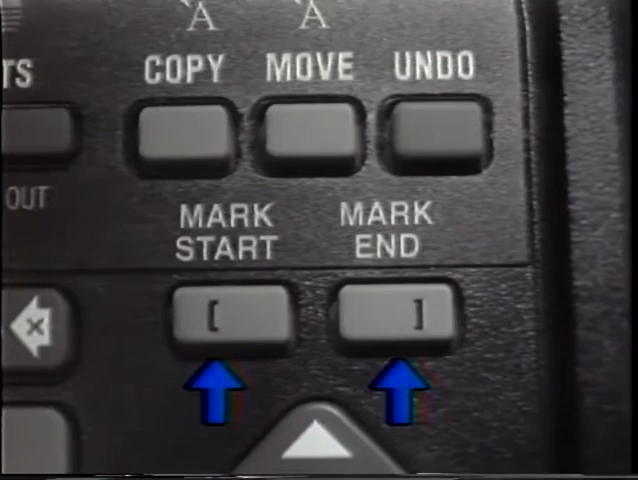 A A
TS COPY MOVE UNDO
OUT
MARK START
MARK END
[ ]